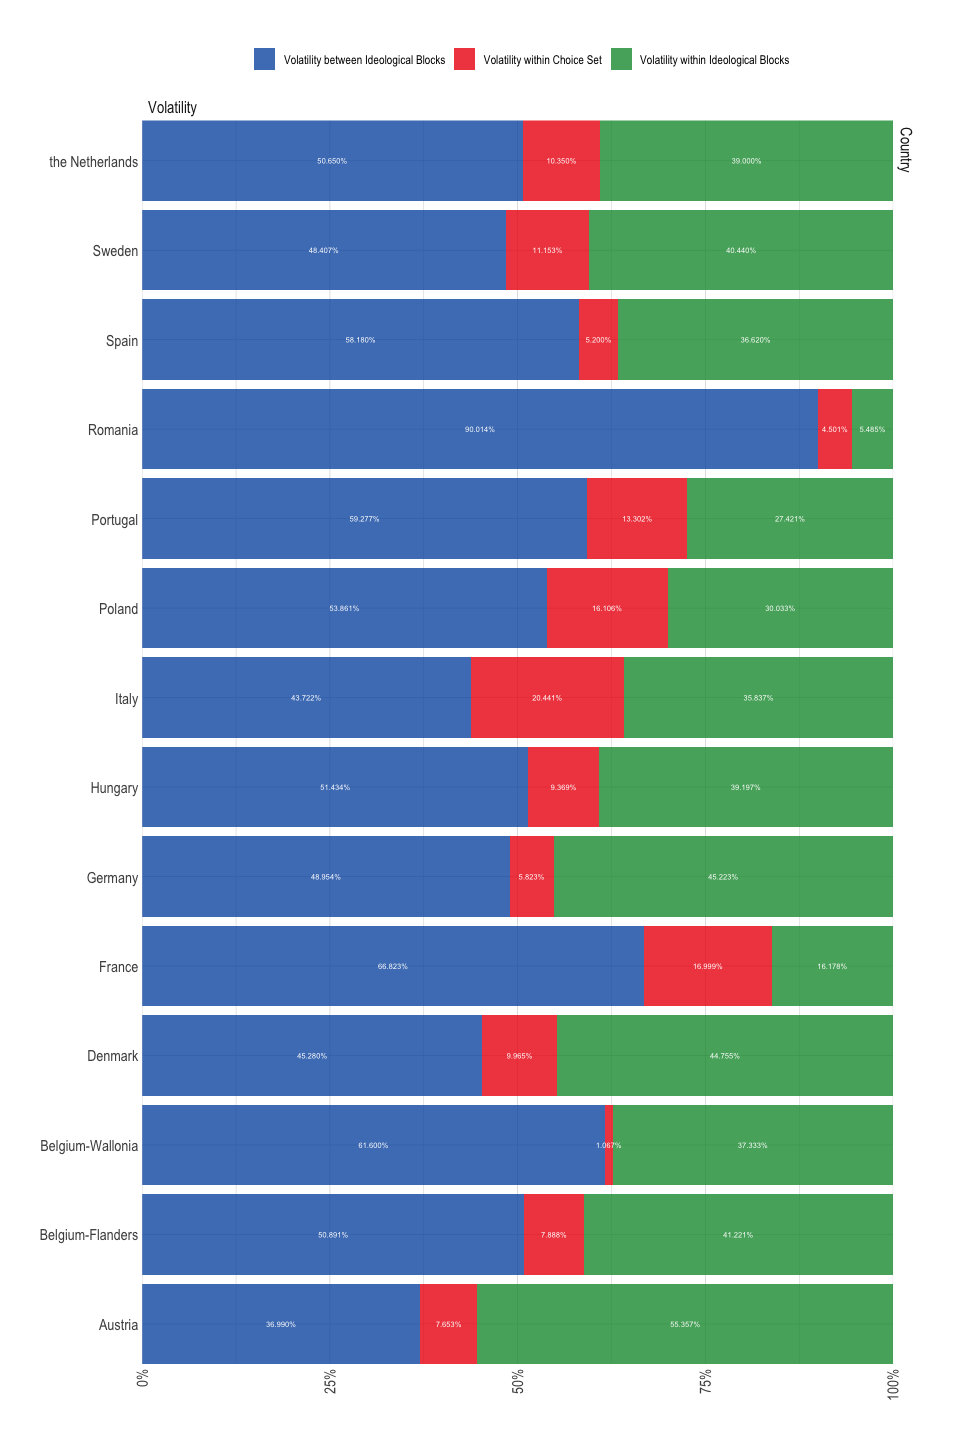 Volatility between Ideological Blocks Volatility within Choice Set Volatility within Ideological Blocks
Volatility
Country
the Netherlands 50.650% 10.350% 39.000%
Sweden 48.407% 11.153% 40.440%
Spain 58.180% 5.200% 36.620%
Romania 90.014% 4.501% 5.485%
Portugal 59.277% 13.302% 27.421%
Poland 53.861% 16.106% 30.033%
Italy 43.722% 20.441% 35.837%
Hungary 51.434% 9.369% 39.197%
Germany 48.954% 5.823% 45.223%
France 66.823% 16.999% 16.178%
Denmark 45.280% 9.965% 44.755%
Belgium-Wallonia 61.600% 1.067% 37.333%
Belgium-Flanders 50.891% 7.888% 41.221%
Austria 36.990% 7.653% 55.357%
0% 25% 50% 75% 100%